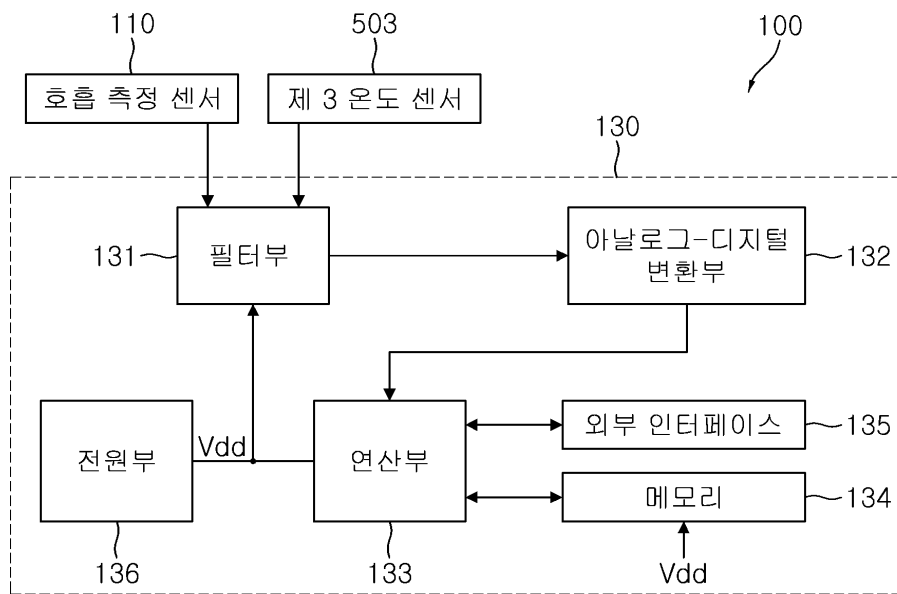 110
503
100
호흡 측정 센서
제 3 온도 센서
130
131
필터부
아날로그-디지털
변환부
132
전원부
Vdd
연산부
외부 인터페이스
135
메모리
134
136
133
Vdd